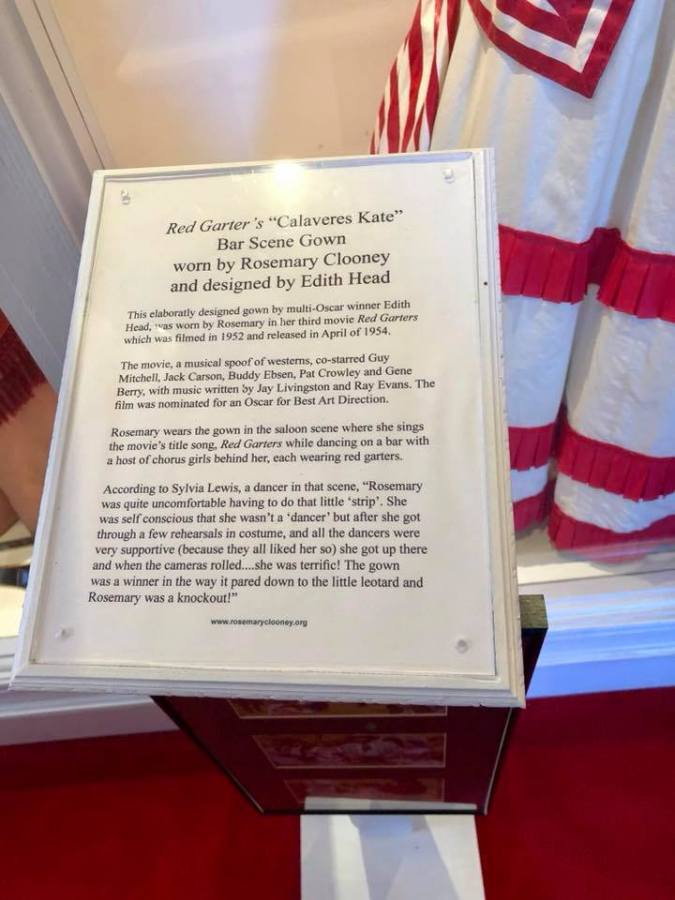 Red Garter's “Calaveres Kate”
Bar Scene Gown
worn by Rosemary Clooney
and designed by Edith Head
This elaboratly designed gown by multi-Oscar winner Edith
Head, was worn by Rosemary in her third movie Red Garters
which was filmed in 1952 and released in April of 1954.
The movie, a musical spoof of westerns, co-starred Guy
Mitchell, Jack Carson, Buddy Ebsen, Pat Crowley and Gene
Berry, with music written by Jay Livingston and Ray Evans. The
film was nominated for an Oscar for Best Art Direction.
Rosemary wears the gown in the saloon scene where she sings
the movie's title song, Red Garters while dancing on a bar with
a host of chorus girls behind her, each wearing red garters.
According to Sylvia Lewis, a dancer in that scene, “Rosemary
was quite uncomfortable having to do that little ‘strip’. She
was self conscious that she wasn't a ‘dancer’ but after she got
through a few rehearsals in costume, and all the dancers were
very supportive (because they all liked her so) she got up there
and when the cameras rolled....she was terrific! The gown
was a winner in the way it pared down to the little leotard and
Rosemary was a knockout!”
www.rosemaryclooney.org